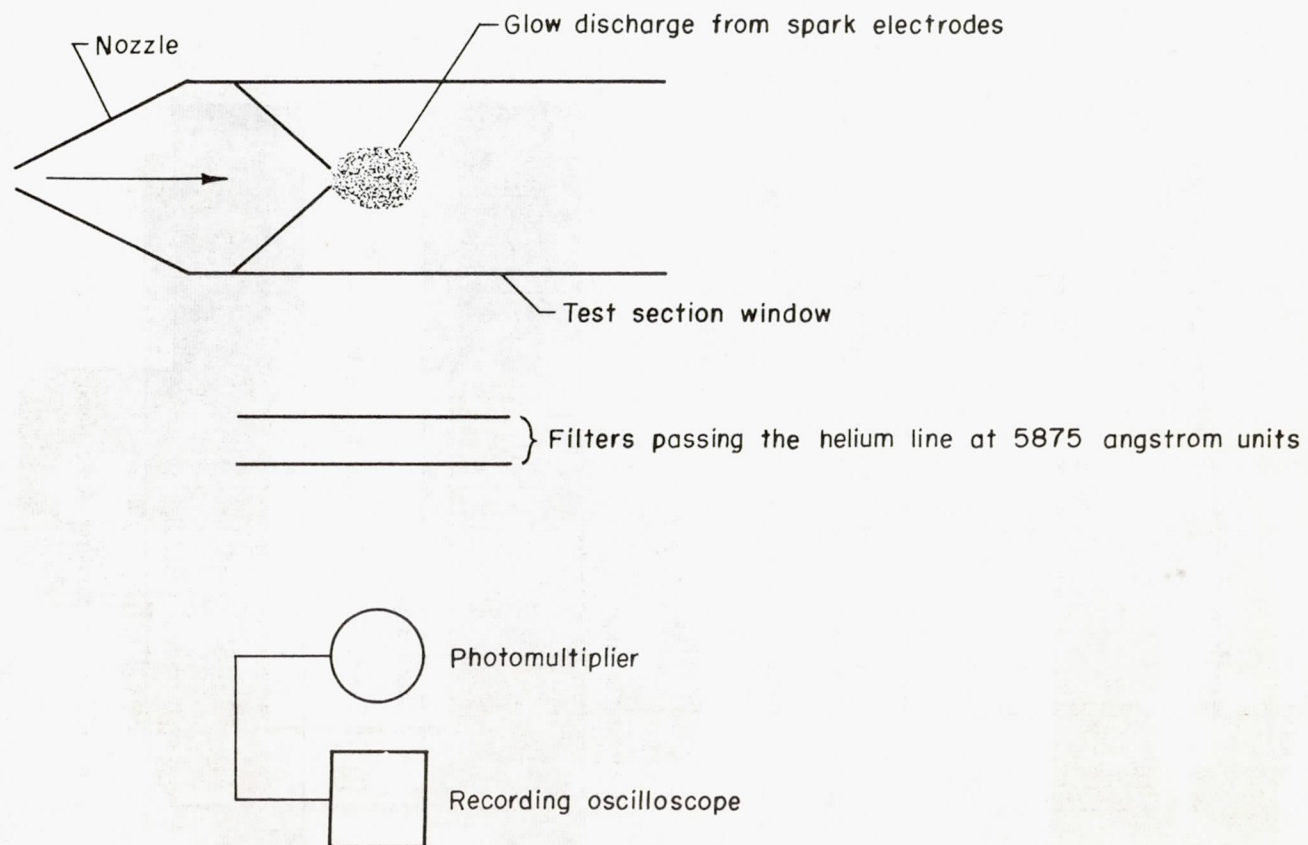 Glow discharge from spark electrodes
Nozzle
Test section window
Filters passing the helium line at 5875 angstrom units
Photomultiplier
Recording oscilloscope